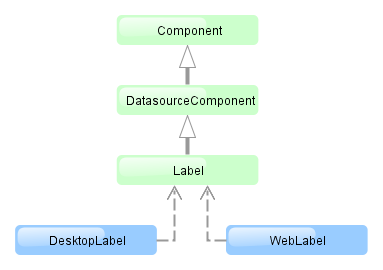 Component
DatasourceComponent
Label
DesktopLabel
WebLabel